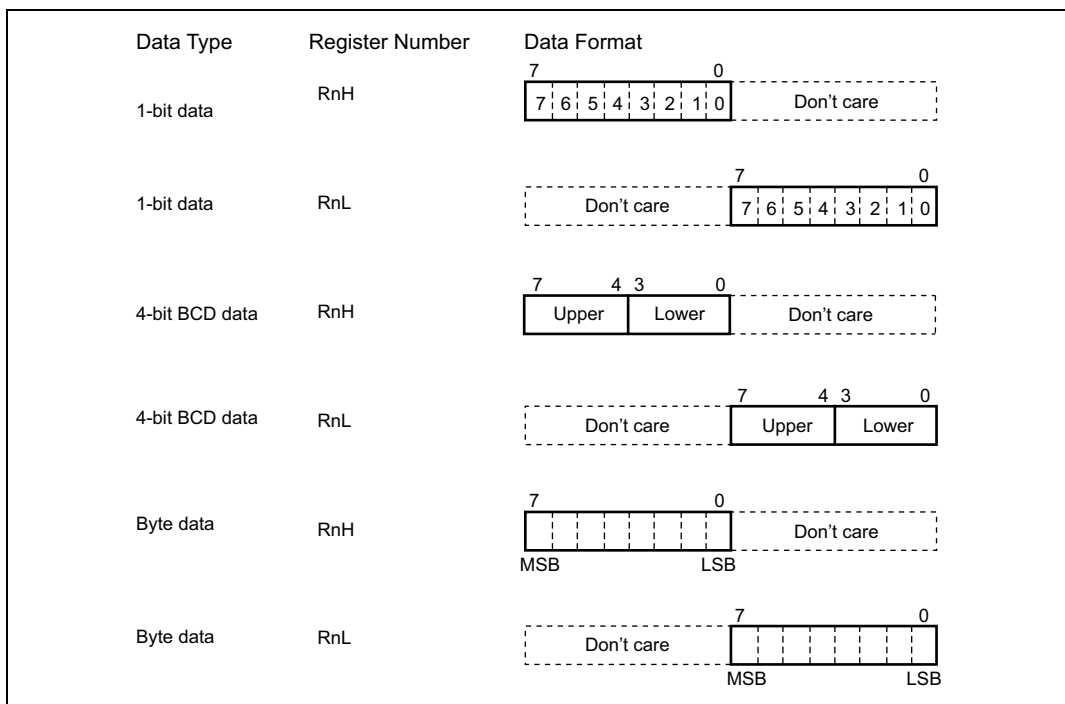 Data Type Register Number Data Format
7 0
1-bit data RnH 7 6 5 4 3 2 1 0 Don't care
7 0
1-bit data RnL Don't care 7 6 5 4 3 2 1 0
7 4 3 0
4-bit BCD data RnH Upper Lower Don't care
7 4 3 0
4-bit BCD data RnL Don't care Upper Lower
7 0
Byte data RnH Don't care
MSB LSB
7 0
Byte data RnL Don't care
MSB LSB